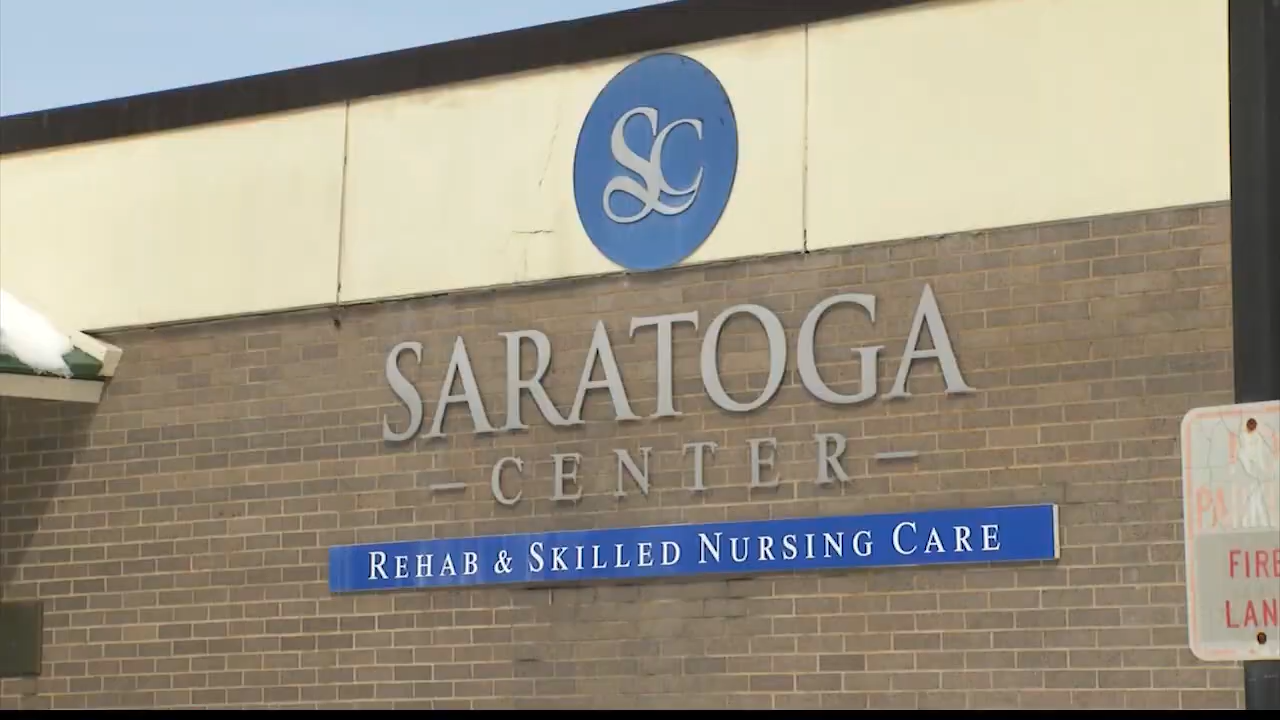 SC
SARATOGA
- CENTER -
REHAB & SKILLED NURSING CARE
FIRE
LAN